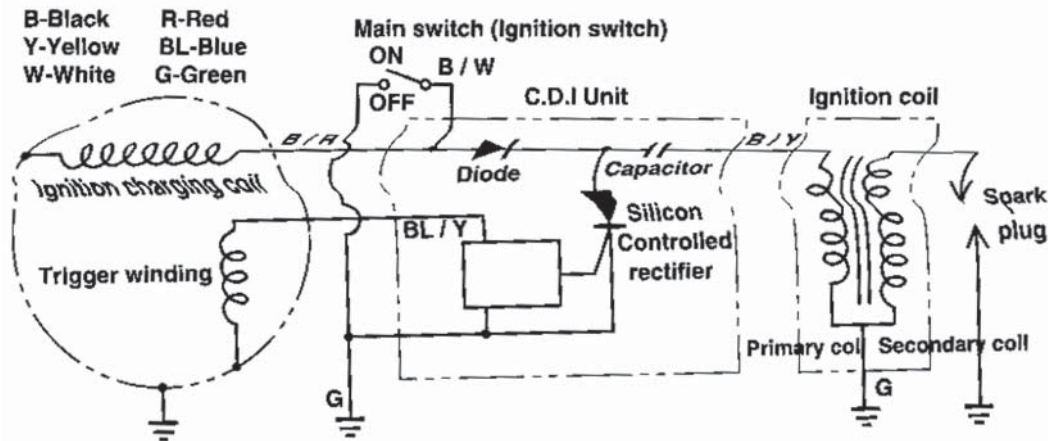 B-Black R-Red
Y-Yellow BL-Blue
W-White G-Green
Main switch (Ignition switch)
ON
B / W
OFF
C.D.I Unit
Ignition coil
B / R
B / Y
Ignition charging coil
Diode
Capacitor
BL / Y
Silicon
Controlled
rectifier
Spark
plug
Trigger winding
Primary coil
Secondary coil
G
G